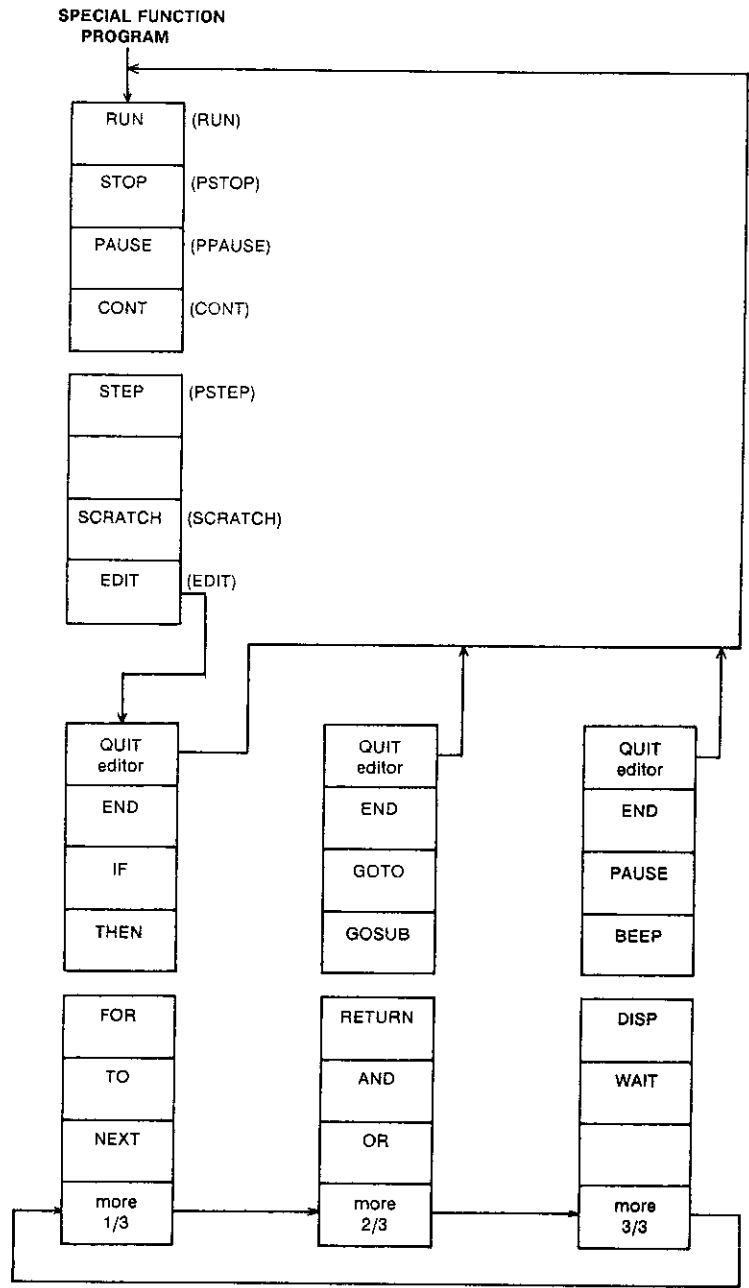 SPECIAL FUNCTION
PROGRAM
RUN (RUN)
STOP (PSTOP)
PAUSE (PPAUSE)
CONT (CONT)
STEP (PSTEP)
SCRATCH (SCRATCH)
EDIT (EDIT)
QUIT
editor
END
IF
THEN
FOR
TO
NEXT
more
1/3
QUIT
editor
END
GOTO
GOSUB
RETURN
AND
OR
more
2/3
QUIT
editor
END
PAUSE
BEEP
DISP
WAIT
more
3/3